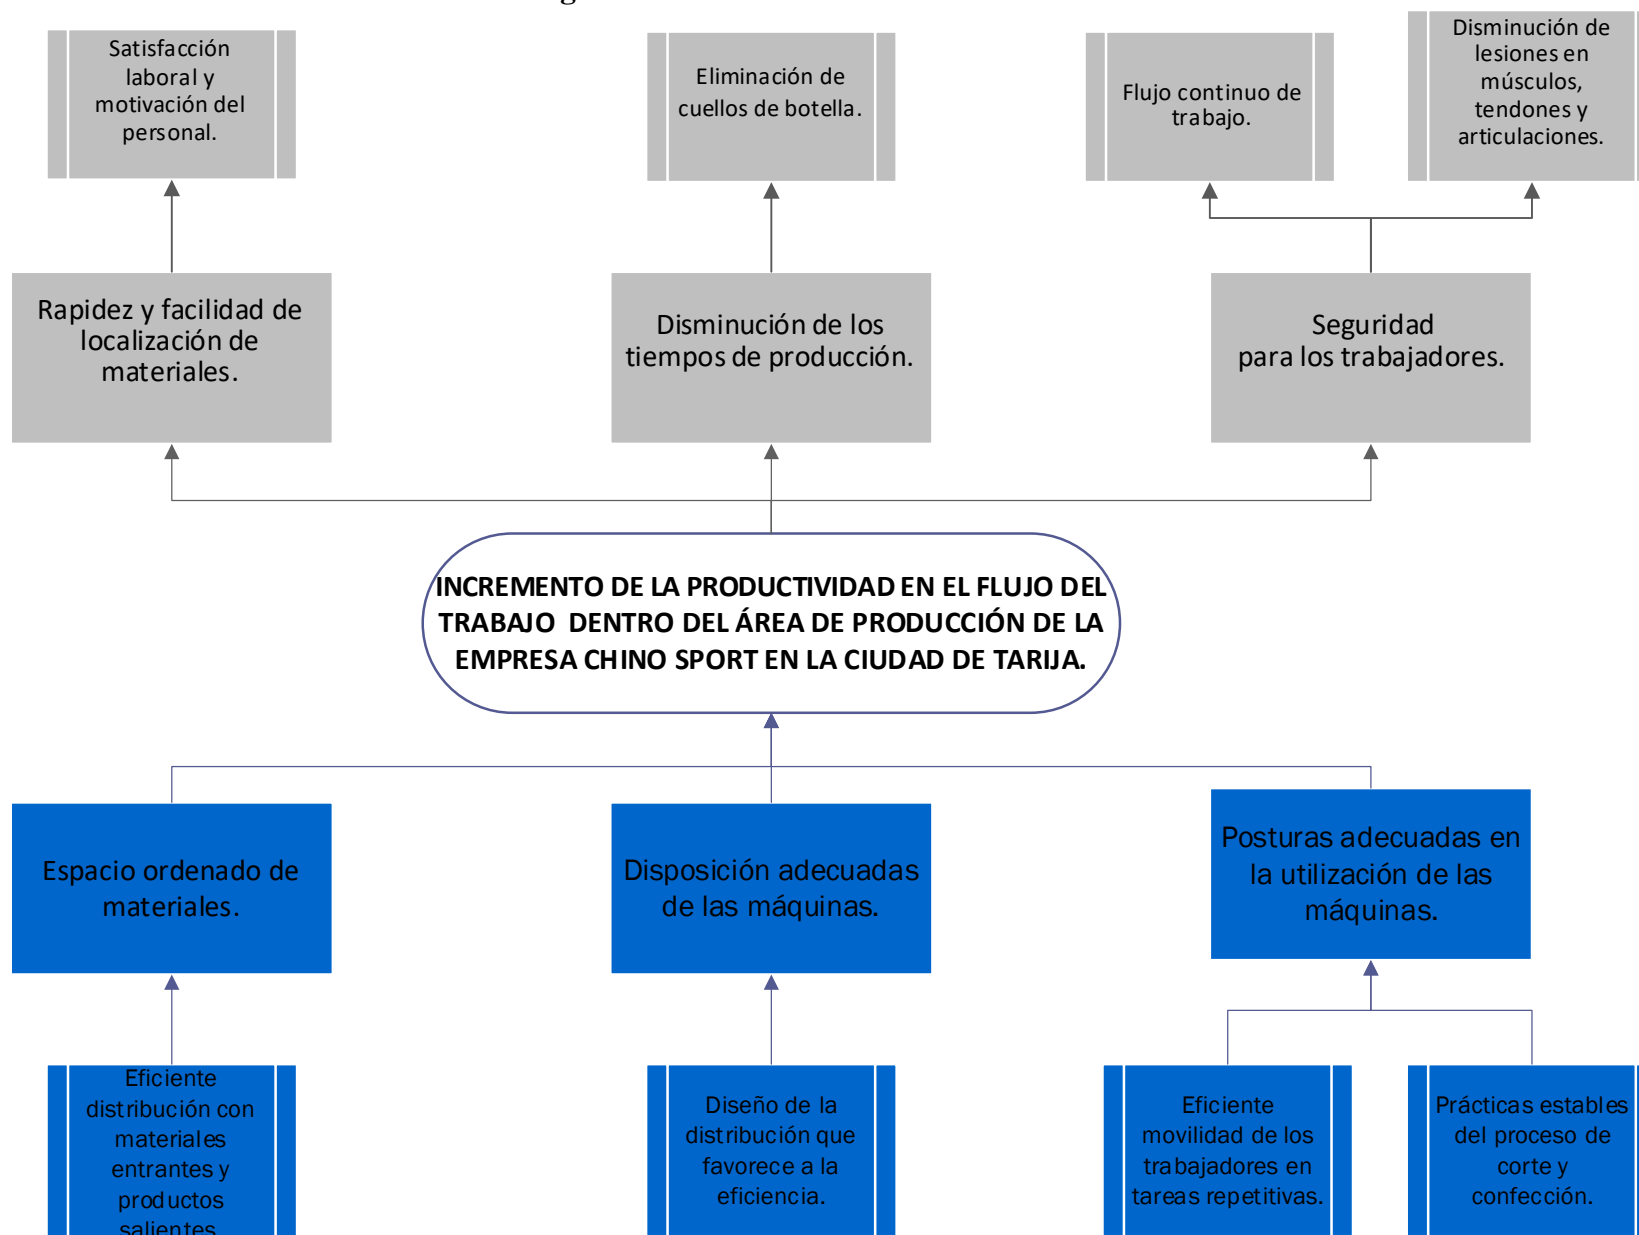 Satisfacción
laboral y
motivación del
personal.
Eliminación de
cuellos de botella.
Flujo continuo de
trabajo.
Disminución de
lesiones en
músculos,
tendones y
articulaciones.
Rapidez y facilidad de
localización de
materiales.
Disminución de los
tiempos de producción.
Seguridad
para los trabajadores.
INCREMENTO DE LA PRODUCTIVIDAD EN EL FLUJO DEL
TRABAJO DENTRO DEL ÁREA DE PRODUCCIÓN DE LA
EMPRESA CHINO SPORT EN LA CIUDAD DE TARIJA.
Espacio ordenado de
materiales.
Disposición adecuadas
de las máquinas.
Posturas adecuadas en
la utilización de las
máquinas.
Eficiente
distribución con
materiales
entrantes y
productos
salientes
Diseño de la
distribución que
favorece a la
eficiencia.
Eficiente
movilidad de los
trabajadores en
tareas repetitivas.
Prácticas estables
del proceso de
corte y
confección.